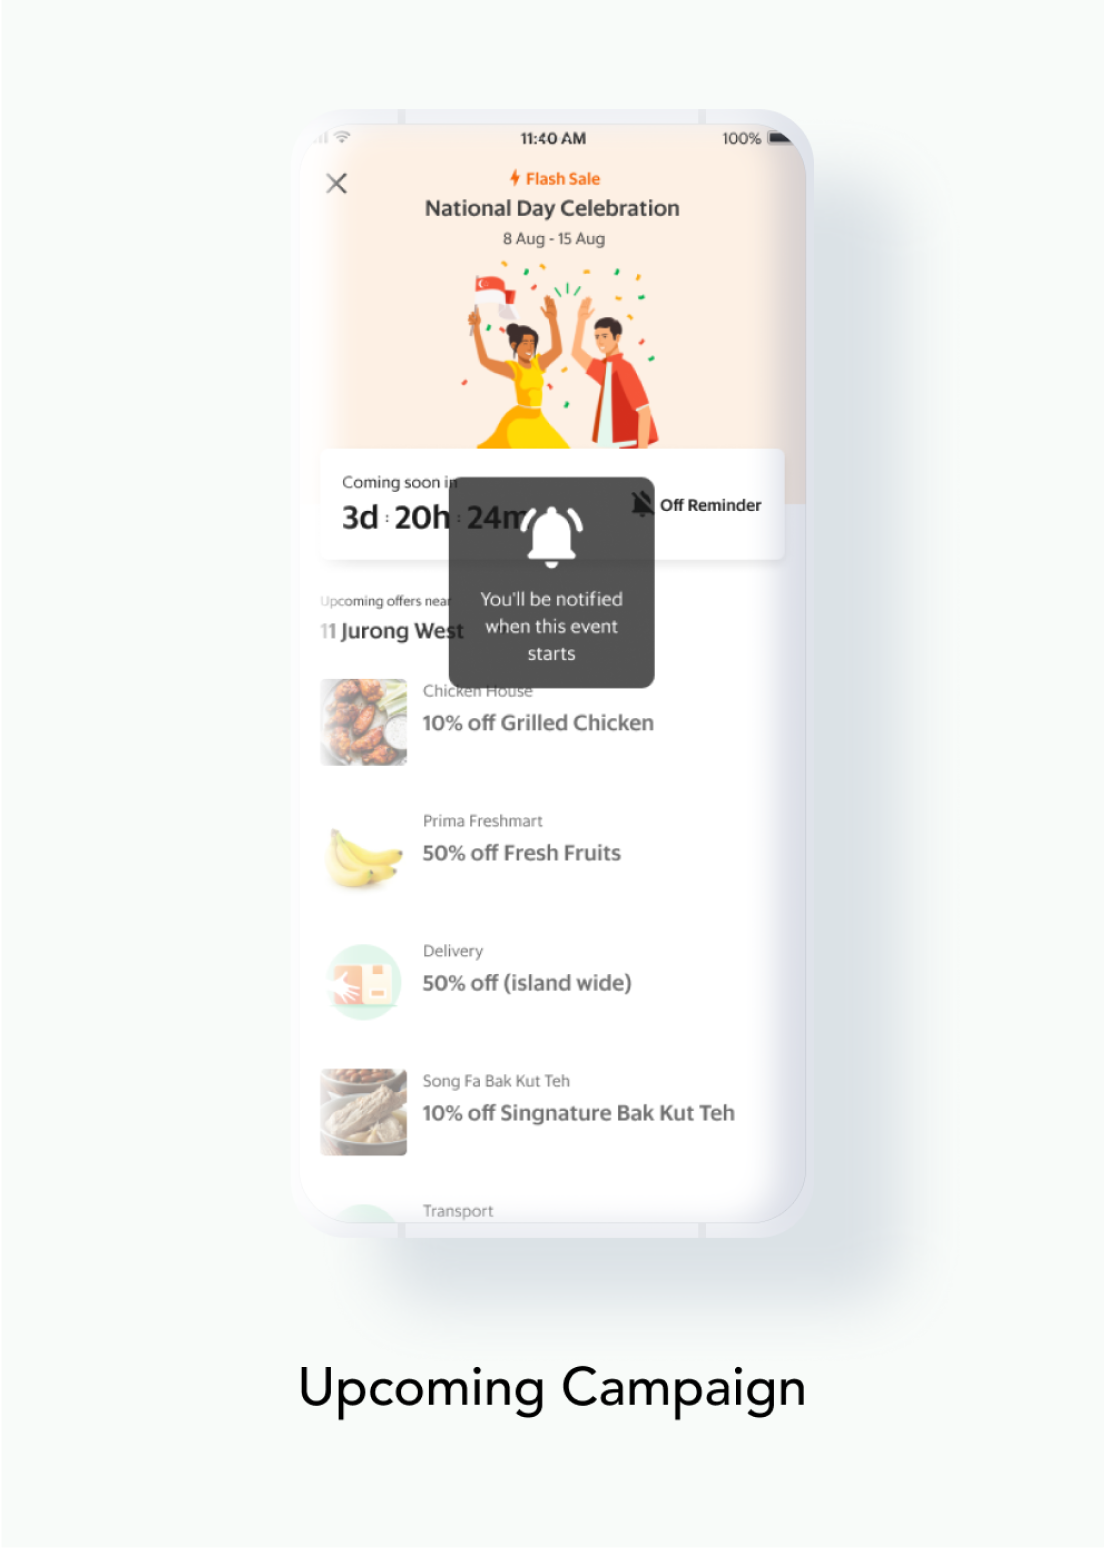 11:40 AM
100%
Flash Sale
National Day Celebration
8 Aug - 15 Aug
Coming soon in
3d : 20h : 24m
Off Reminder
You'll be notified
when this event
starts
Upcoming offers near
11 Jurong West
Chicken House
10% off Grilled Chicken
Prima Freshmart
50% off Fresh Fruits
Delivery
50% off (island wide)
Song Fa Bak Kut Teh
10% off Singnature Bak Kut Teh
Transport
Upcoming Campaign